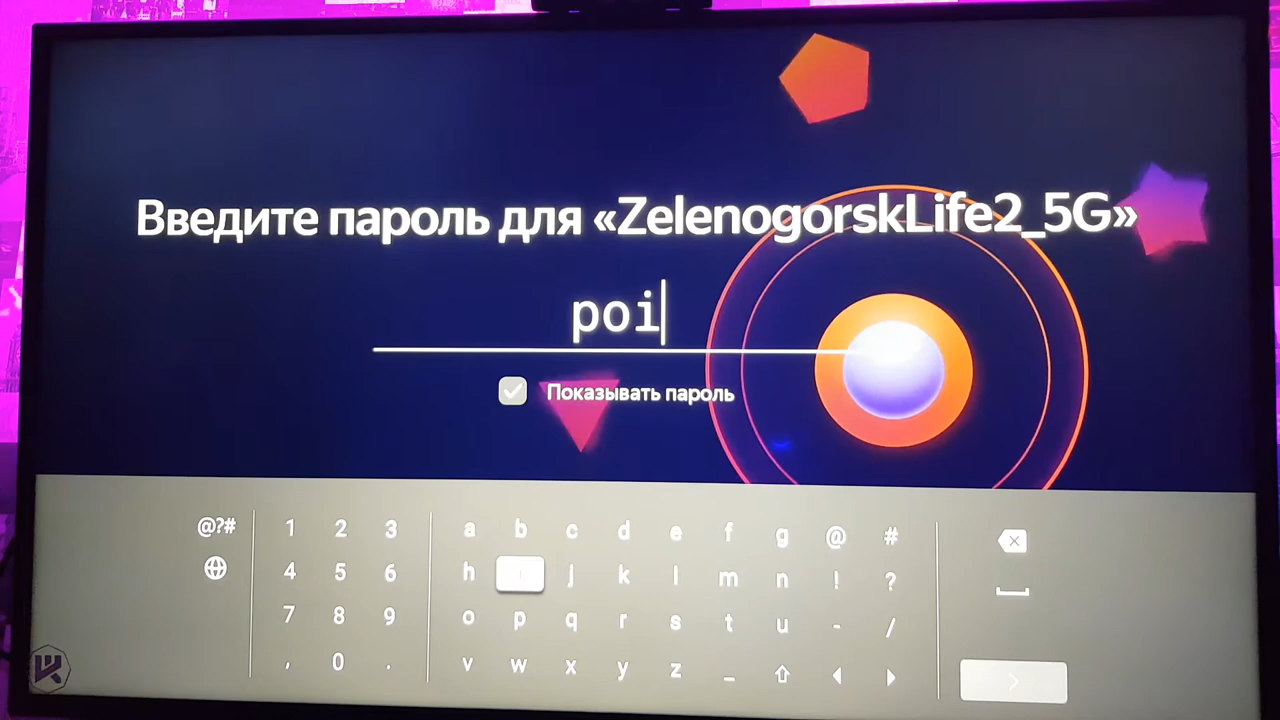 Введите пароль для «ZelenogorskLife2_5G»
poi
Показывать пароль
@?# 1 2 3 a b c d e f g @ #
4 5 6 h i j k l m n ! ?
7 8 9 o p q r s t u - /
, 0 . v w x y z _